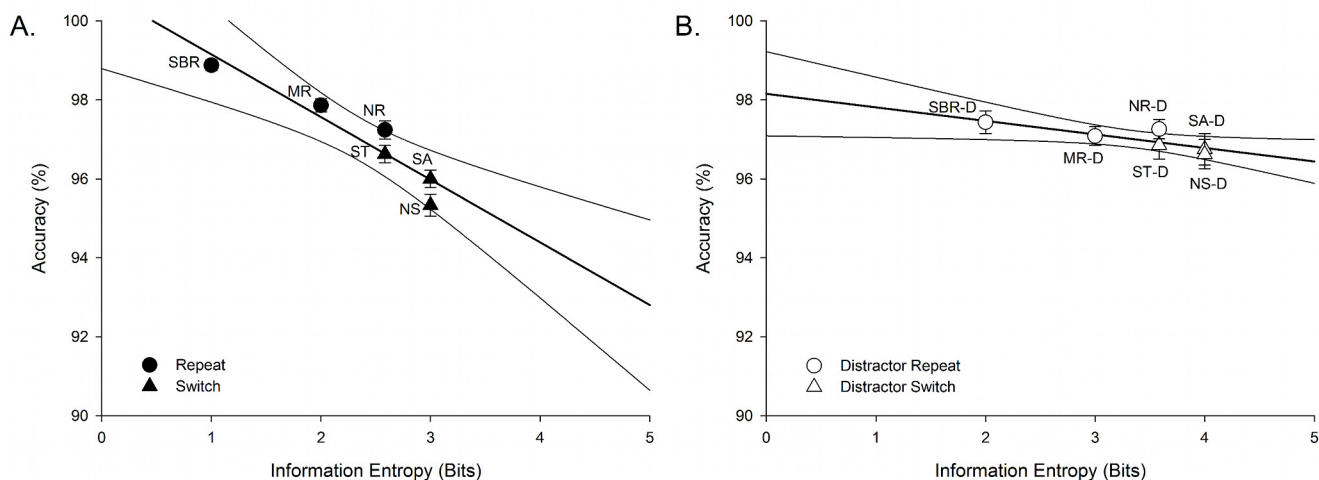 A.
Accuracy (%)
100
98
96
94
92
90
SBR
MR
NR
ST
SA
NS
Repeat
Switch
0 1 2 3 4 5
Information Entropy (Bits)
B.
Accuracy (%)
100
98
96
94
92
90
SBR-D
NR-D
SA-D
MR-D
ST-D
NS-D
Distractor Repeat
Distractor Switch
0 1 2 3 4 5
Information Entropy (Bits)